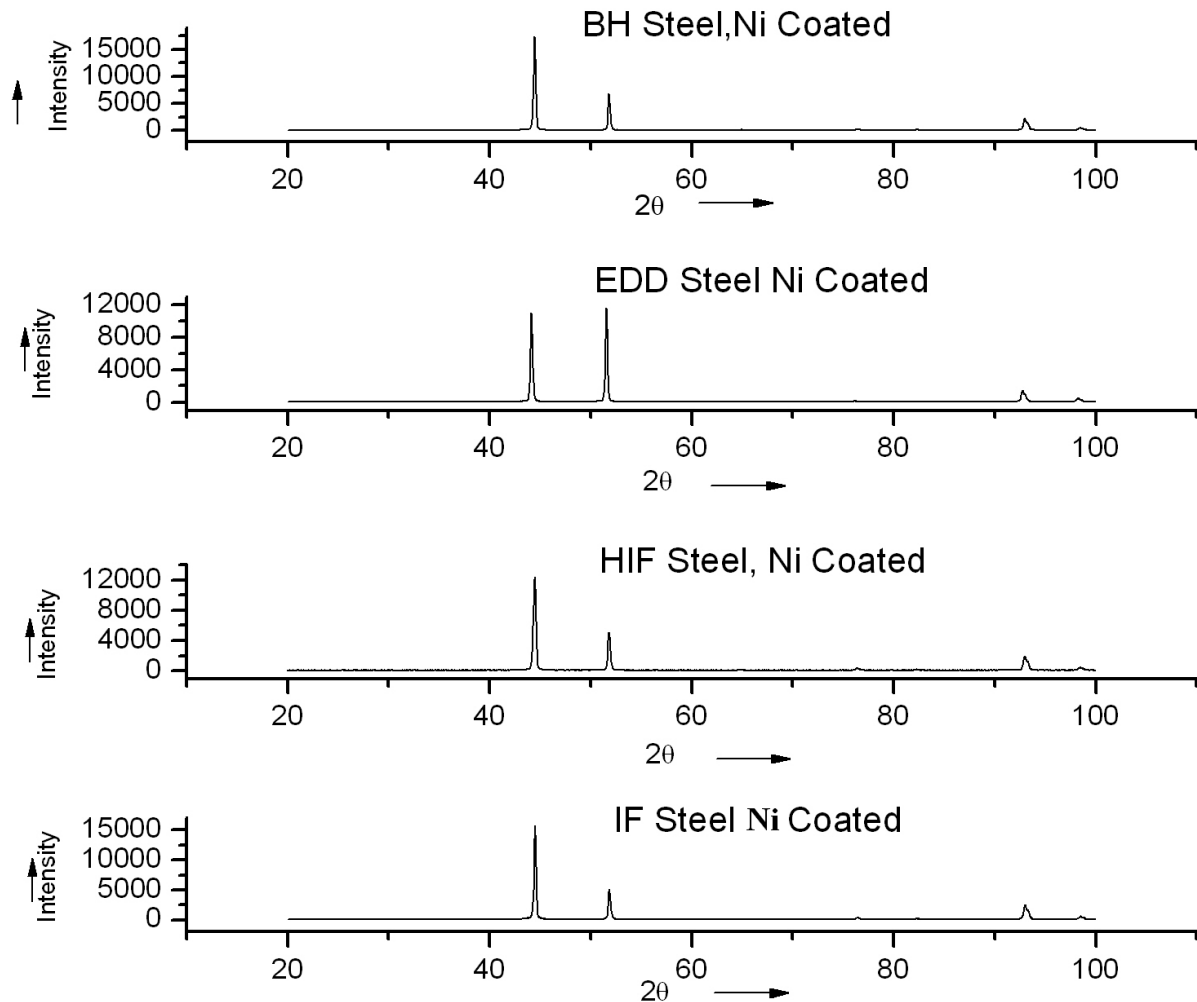 BH Steel,Ni Coated
Intensity
15000
10000
5000
0
20 40 60 80 100
2θ
EDD Steel Ni Coated
Intensity
12000
8000
4000
0
20 40 60 80 100
2θ
HIF Steel, Ni Coated
Intensity
12000
8000
4000
0
20 40 60 80 100
2θ
IF Steel Ni Coated
Intensity
15000
10000
5000
0
20 40 60 80 100
2θ